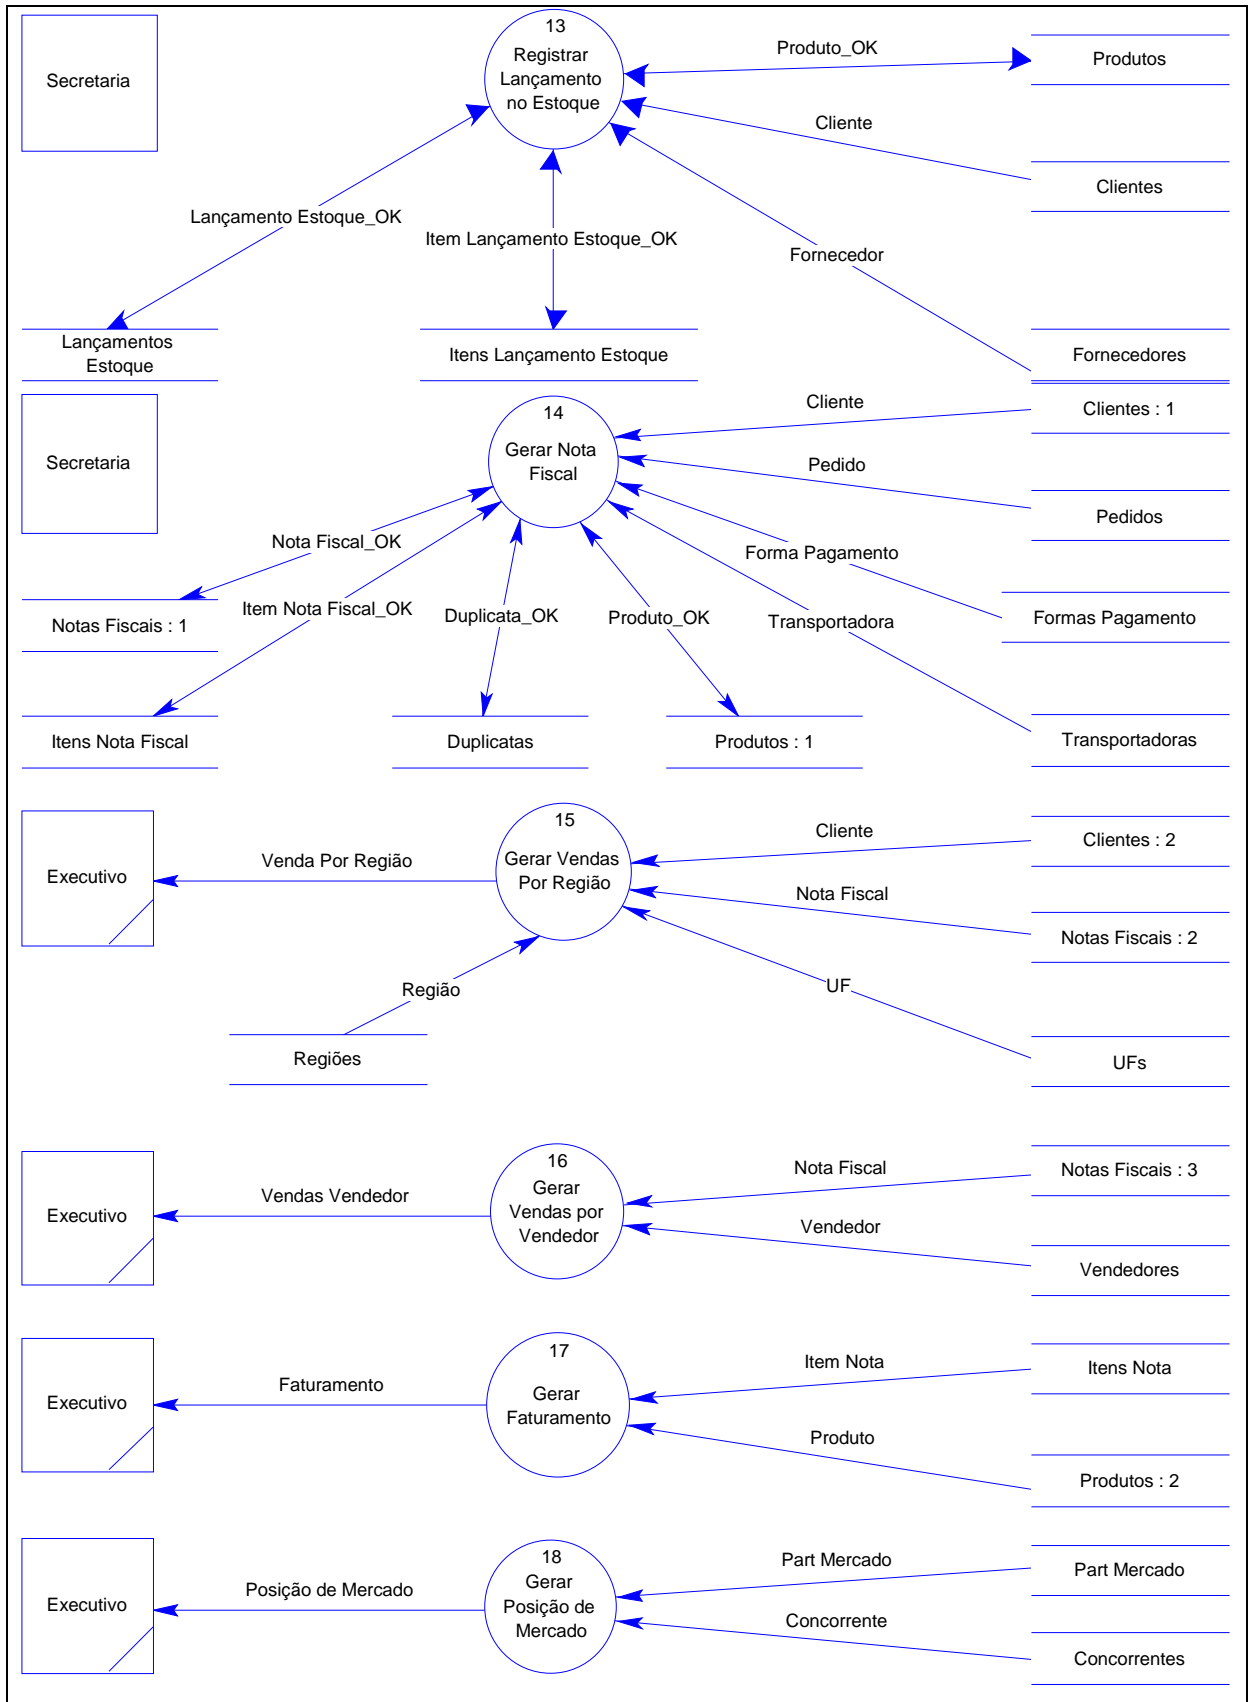 13
Registrar
Lançamento
no Estoque
Secretaria
Produto_OK
Produtos
Cliente
Clientes
Lançamento Estoque_OK
Item Lançamento Estoque_OK
Fornecedor
Lançamentos
Estoque
Itens Lançamento Estoque
Fornecedores
14
Gerar Nota
Fiscal
Secretaria
Cliente
Clientes : 1
Pedido
Pedidos
Nota Fiscal_OK
Forma Pagamento
Item Nota Fiscal_OK
Duplicata_OK
Produto_OK
Transportadora
Notas Fiscais : 1
Formas Pagamento
Itens Nota Fiscal
Duplicatas
Produtos : 1
Transportadoras
15
Gerar Vendas
Por Região
Executivo
Venda Por Região
Cliente
Clientes : 2
Nota Fiscal
Notas Fiscais : 2
Região
UF
Regiões
UFs
16
Gerar
Vendas por
Vendedor
Executivo
Vendas Vendedor
Nota Fiscal
Notas Fiscais : 3
Vendedor
Vendedores
17
Gerar
Faturamento
Executivo
Faturamento
Item Nota
Itens Nota
Produto
Produtos : 2
18
Gerar
Posição de
Mercado
Executivo
Posição de Mercado
Part Mercado
Part Mercado
Concorrente
Concorrentes